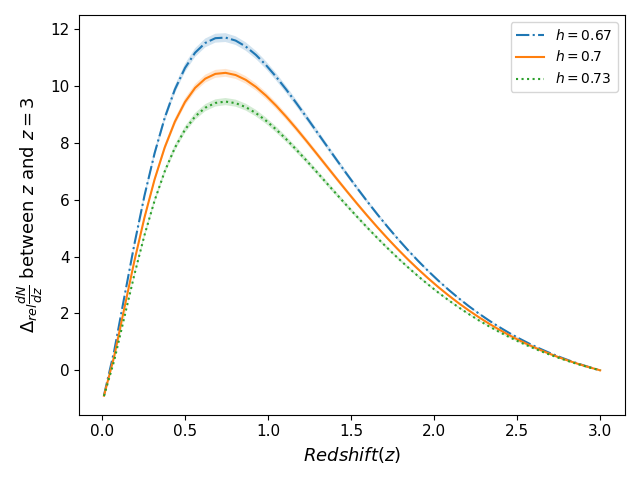 12
10
8
6
4
2
0
0.0 0.5 1.0 1.5 2.0 2.5 3.0
Redshift(z)
Δ_rel dN/dz between z and z = 3
h = 0.67
h = 0.7
h = 0.73